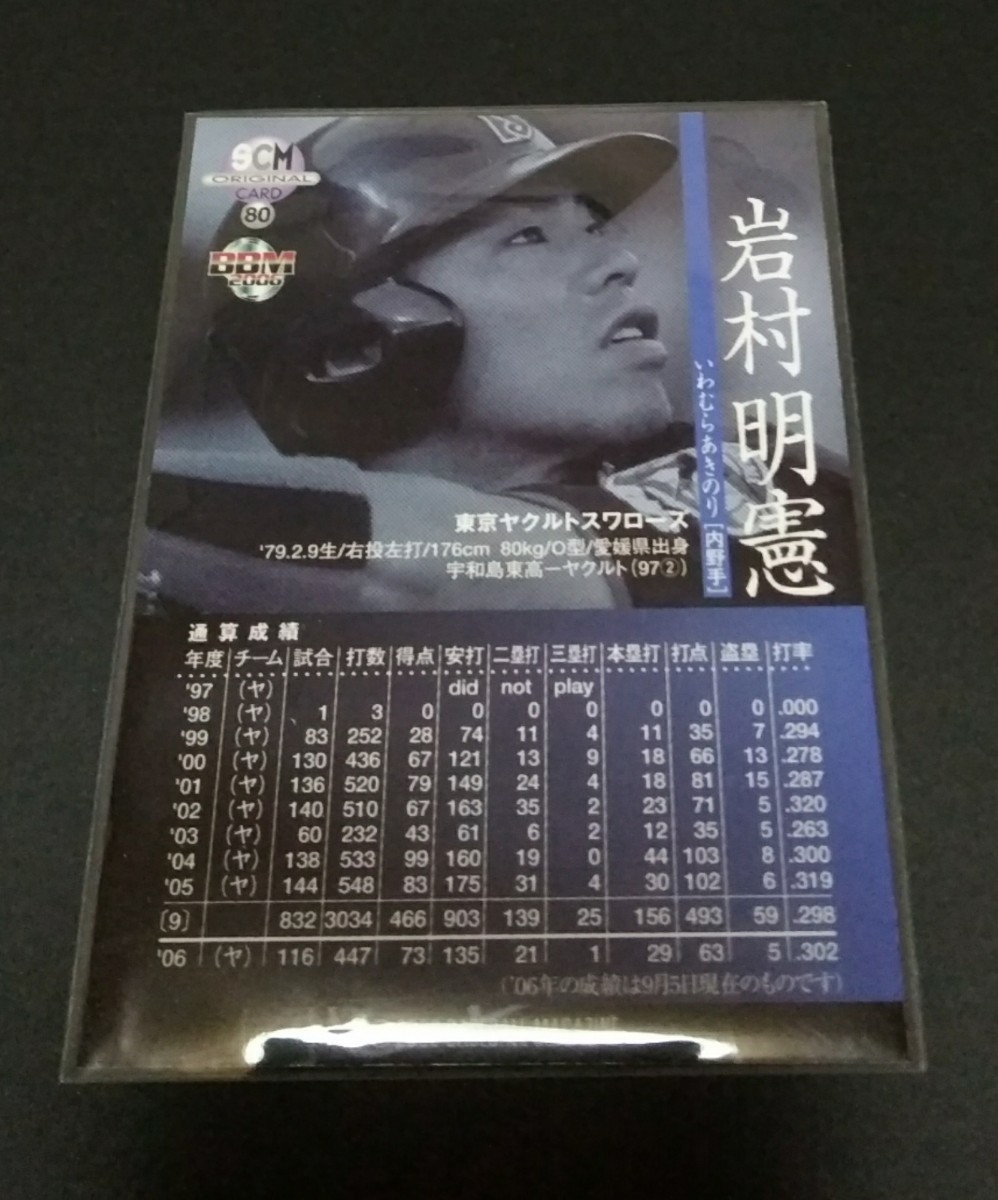 SCM
ORIGINAL
CARD
80
BBM
2006
岩村明憲
いわむらあきのり[内野手]
東京ヤクルトスワローズ
'79.2.9生/右投左打/176cm 80kg/O型/愛媛県出身
宇和島東高ーヤクルト(97②)
通算成績
年度 チーム 試合 打数 得点 安打 二塁打 三塁打 本塁打 打点 盗塁 打率
'97 (ヤ) did not play
'98 (ヤ) 1 3 0 0 0 0 0 0 0 .000
'99 (ヤ) 83 252 28 74 11 4 11 35 7 .294
'00 (ヤ) 130 436 67 121 13 9 18 66 13 .278
'01 (ヤ) 136 520 79 149 24 4 18 81 15 .287
'02 (ヤ) 140 510 67 163 35 2 23 71 5 .320
'03 (ヤ) 60 232 43 61 6 2 12 35 5 .263
'04 (ヤ) 138 533 99 160 19 0 44 103 8 .300
'05 (ヤ) 144 548 83 175 31 4 30 102 6 .319
[9] 832 3034 466 903 139 25 156 493 59 .298
'06 (ヤ) 116 447 73 135 21 1 29 63 5 .302
('06年の成績は9月5日現在のものです)
MAGAZINE